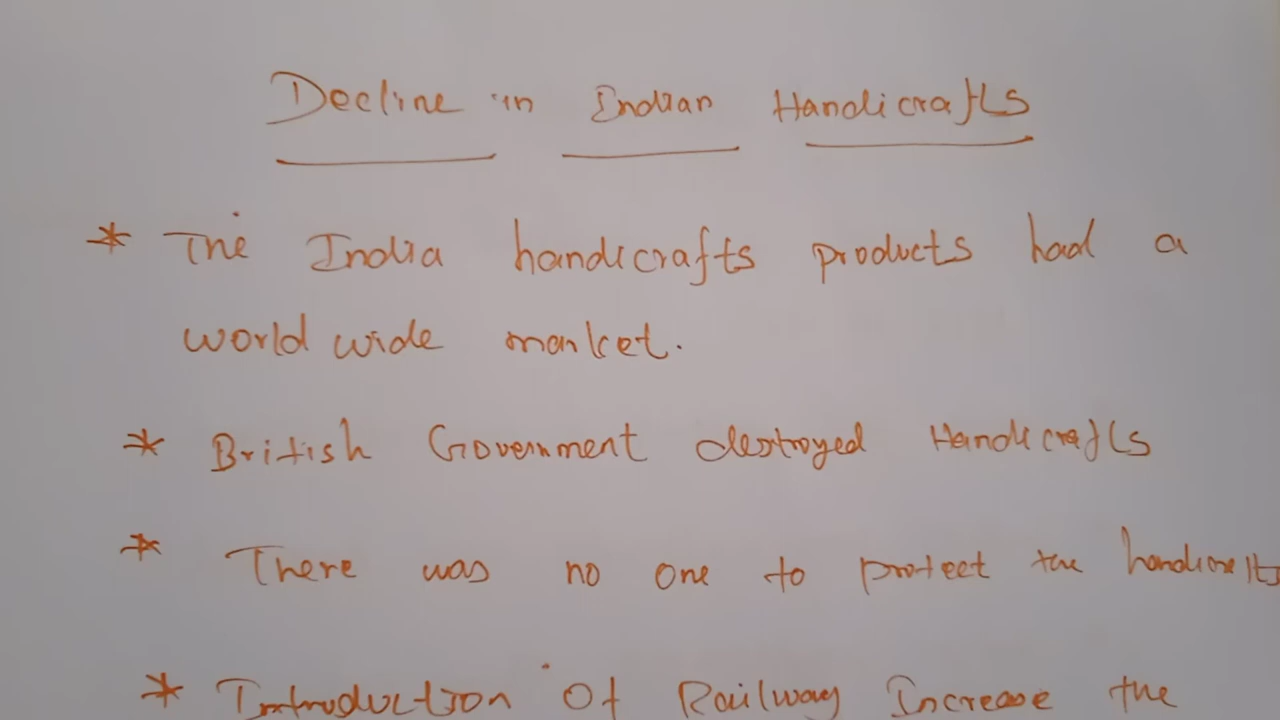 Decline in Indian Handicrafts
* The India handicrafts products had a
world wide market.
* British Government destroyed Handicrafts
* There was no one to protect the
* Introduction Of Railway Increase the